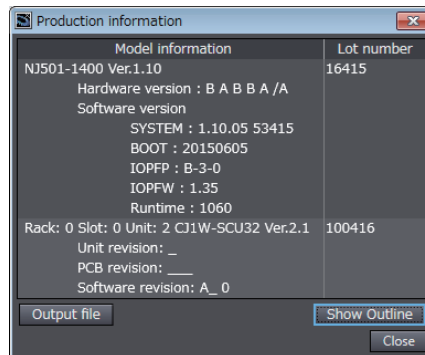 Production information
Model information Lot number
NJ501-1400 Ver.1.10 16415
Hardware version : B A B B A /A
Software version
SYSTEM : 1.10.05 53415
BOOT : 20150605
IOPFP : B-3-0
IOPFW : 1.35
Runtime : 1060
Rack: 0 Slot: 0 Unit: 2 CJ1W-SCU32 Ver.2.1 100416
Unit revision: _
PCB revision: ___
Software revision: A_ 0
Output file Show Outline
Close